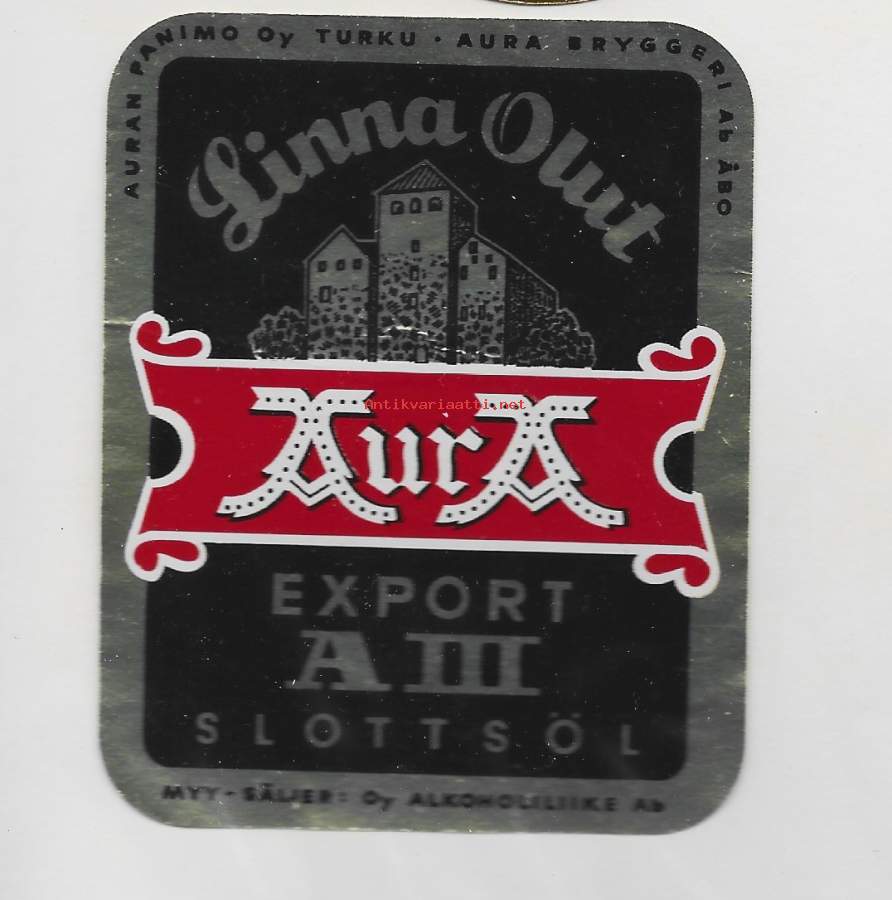 AURAN PANIMO Oy TURKU · AURA BRYGGERI Ab ÅBO
Linna Olut
Antikvariaatti.net
AurA
EXPORT
A III
SLOTTSÖL
MYY-SÄLJER: Oy ALKOHOLILIIKE Ab